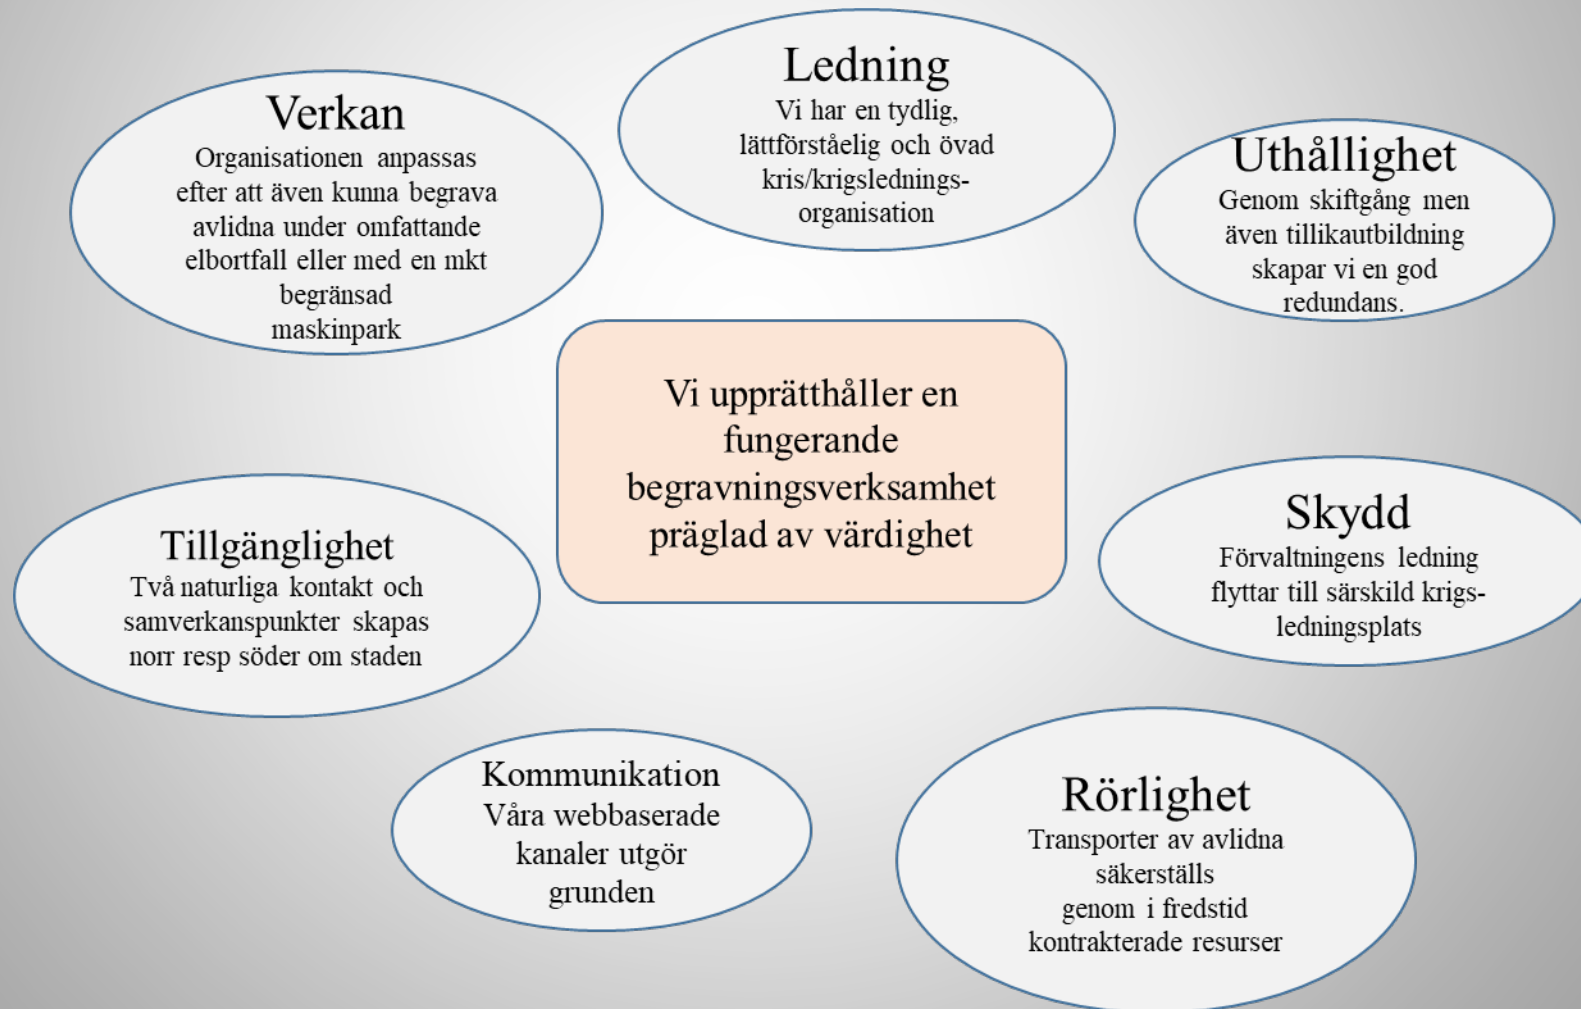 Ledning
Vi har en tydlig,
lättförståelig och övad
kris/krigslednings-
organisation
Verkan
Organisationen anpassas
efter att även kunna begrava
avlidna under omfattande
elbortfall eller med en mkt
begränsad
maskinpark
Uthållighet
Genom skiftgång men
även tillikautbildning
skapar vi en god
redundans.
Vi upprätthåller en
fungerande
begravningsverksamhet
präglad av värdighet
Tillgänglighet
Två naturliga kontakt och
samverkanspunkter skapas
norr resp söder om staden
Skydd
Förvaltningens ledning
flyttar till särskild krigs-
ledningsplats
Kommunikation
Våra webbaserade
kanaler utgör
grunden
Rörlighet
Transporter av avlidna
säkerställs
genom i fredstid
kontrakterade resurser